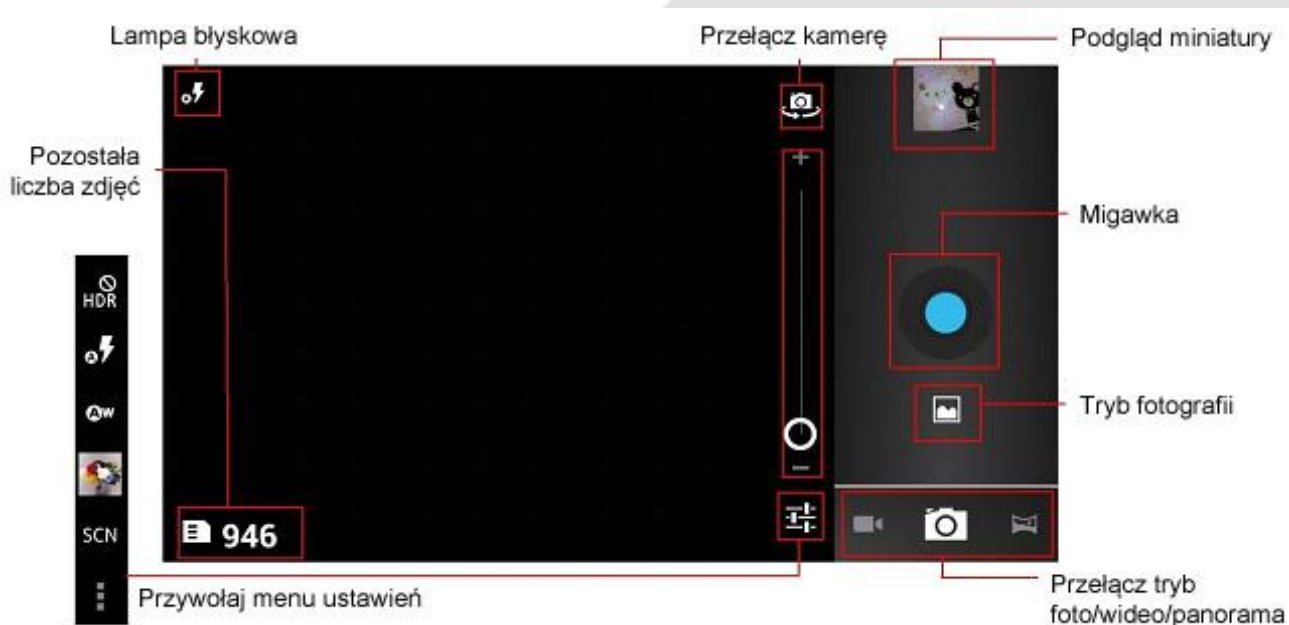 Lampa błyskowa
Przełącz kamerę
Podgląd miniatury
Pozostała
liczba zdjęć
Migawka
HDR
A
AW
Tryb fotografii
SCN
946
Przywołaj menu ustawień
Przełącz tryb
foto/wideo/panorama